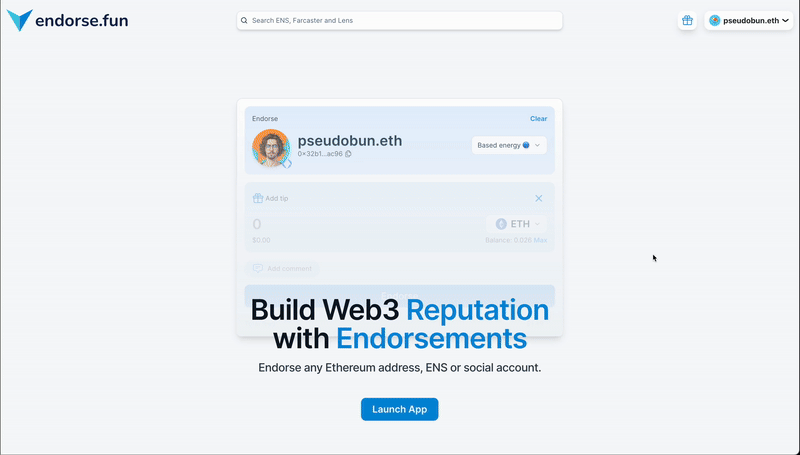 endorse.fun
Search ENS, Farcaster and Lens
pseudobun.eth
Endorse
Clear
pseudobun.eth
0×32b1...ac96
Based energy
Add tip
0
ETH
$0.00
Balance: 0.026 Max
Add comment
Build Web3 Reputation
with Endorsements
Endorse any Ethereum address, ENS or social account.
Launch App